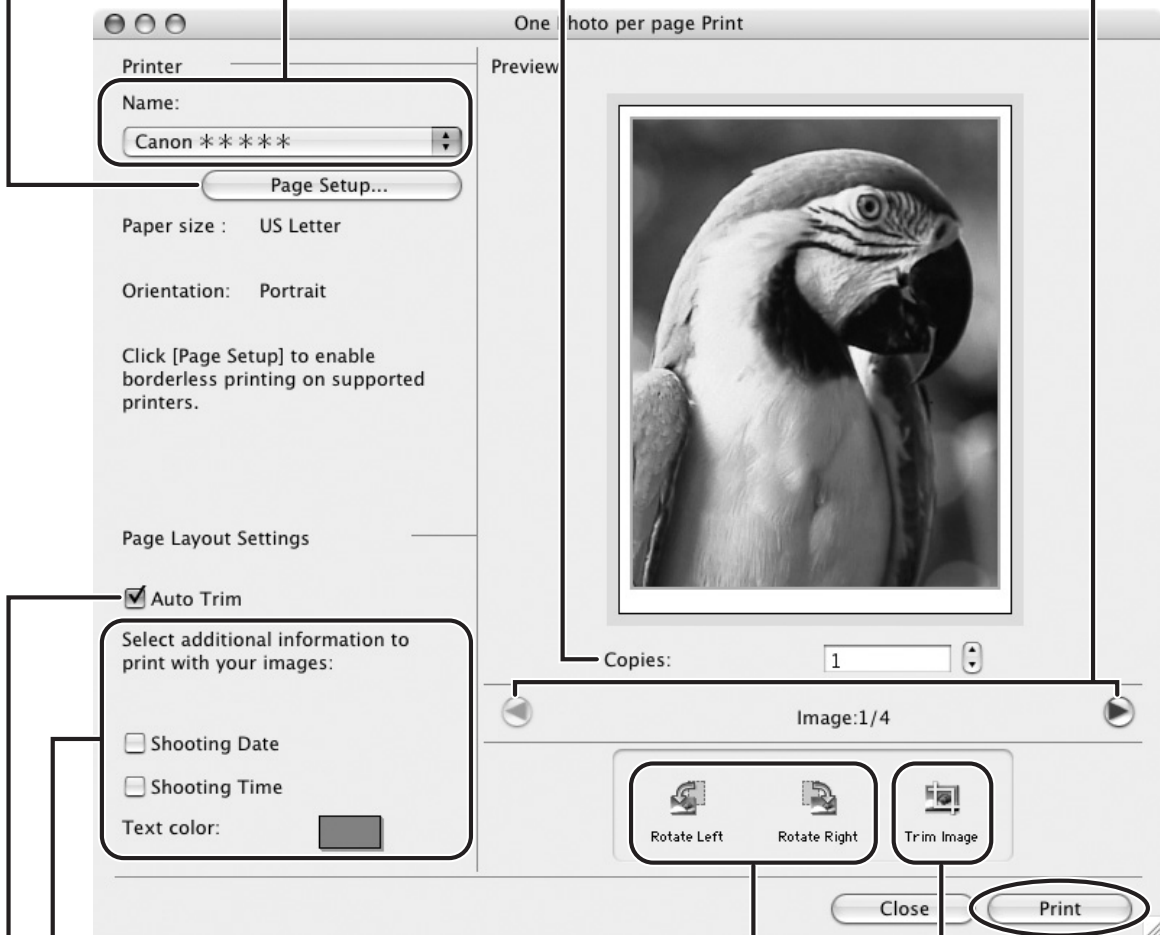 One hoto per page Print
Printer
Name:
Canon *****
Page Setup...
Paper size : US Letter
Orientation: Portrait
Click [Page Setup] to enable
borderless printing on supported
printers.
Page Layout Settings
Auto Trim
Select additional information to
print with your images:
Shooting Date
Shooting Time
Text color:
Preview
Copies: 1
Image:1/4
Rotate Left Rotate Right Trim Image
Close Print